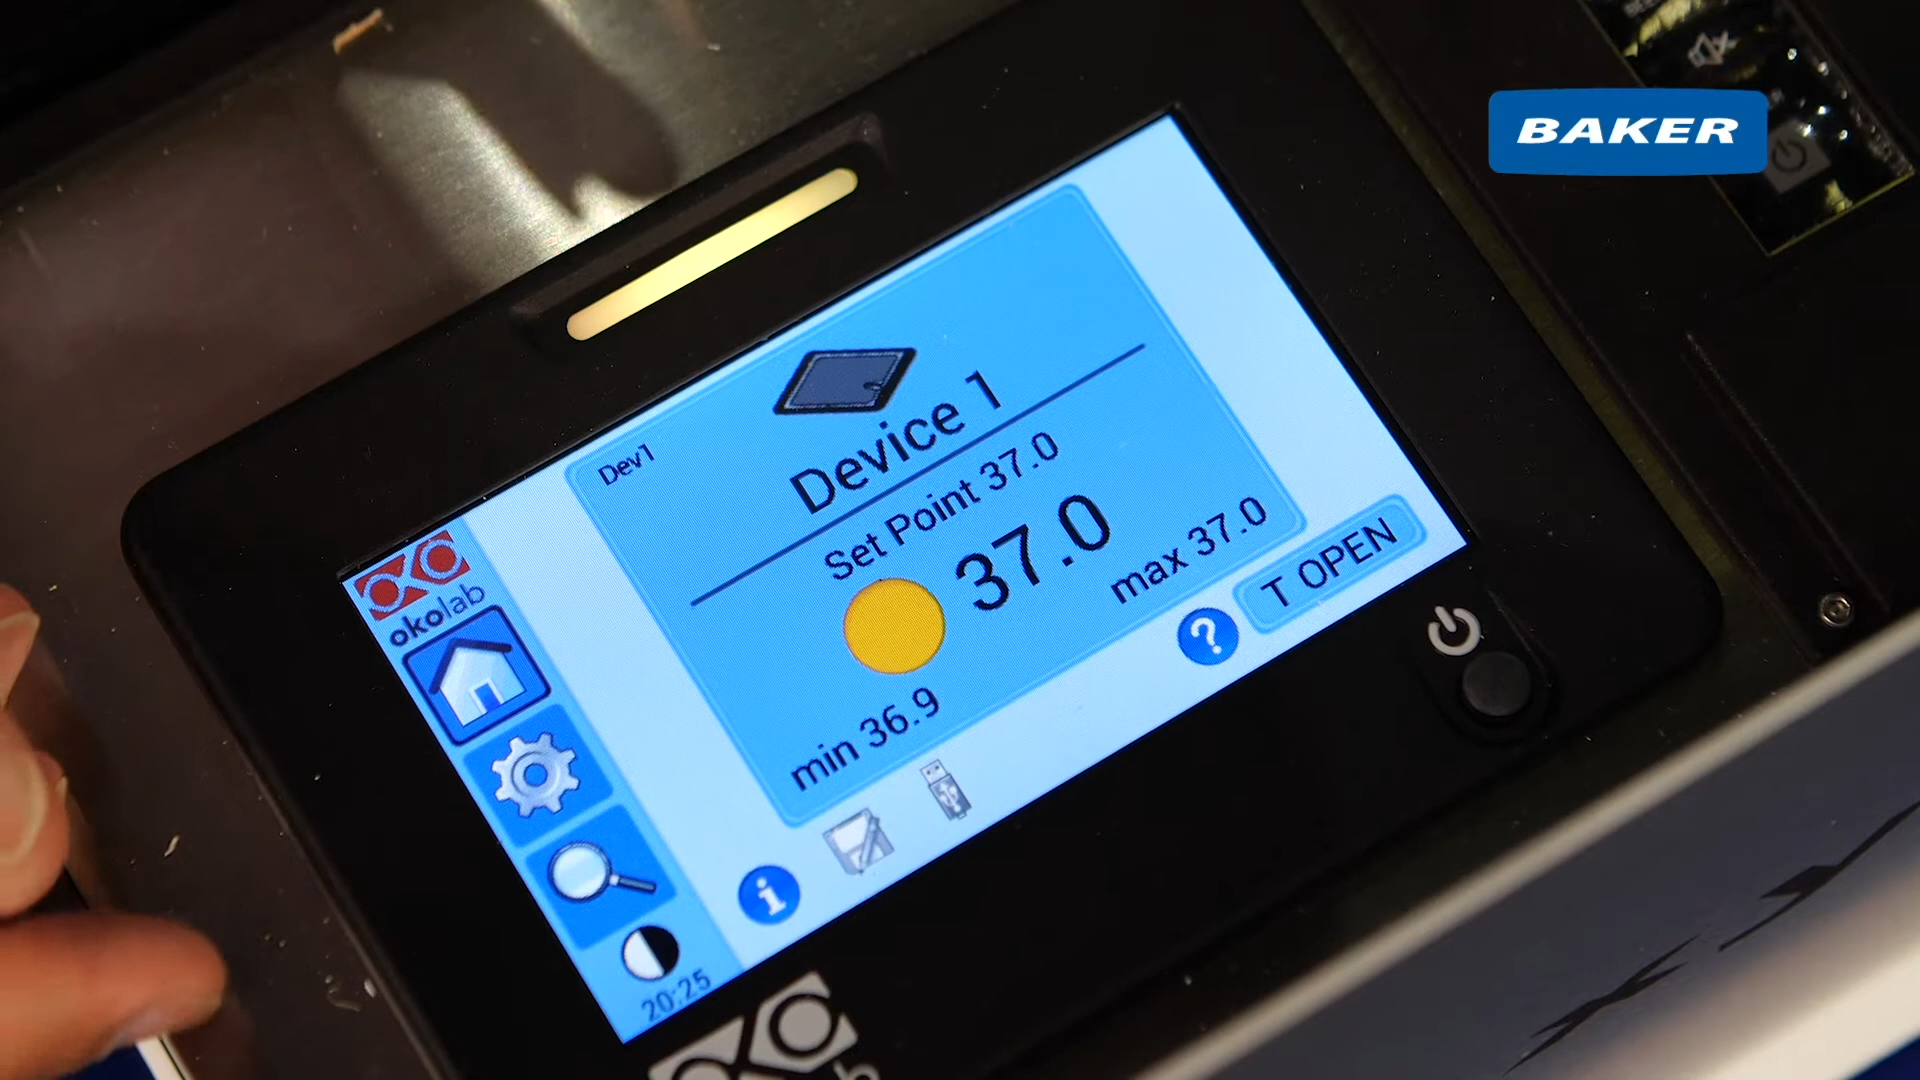 BAKER
Dev1
Device 1
Set Point 37.0
37.0
min 36.9
max 37.0
T OPEN
?
okolab
i
20:25